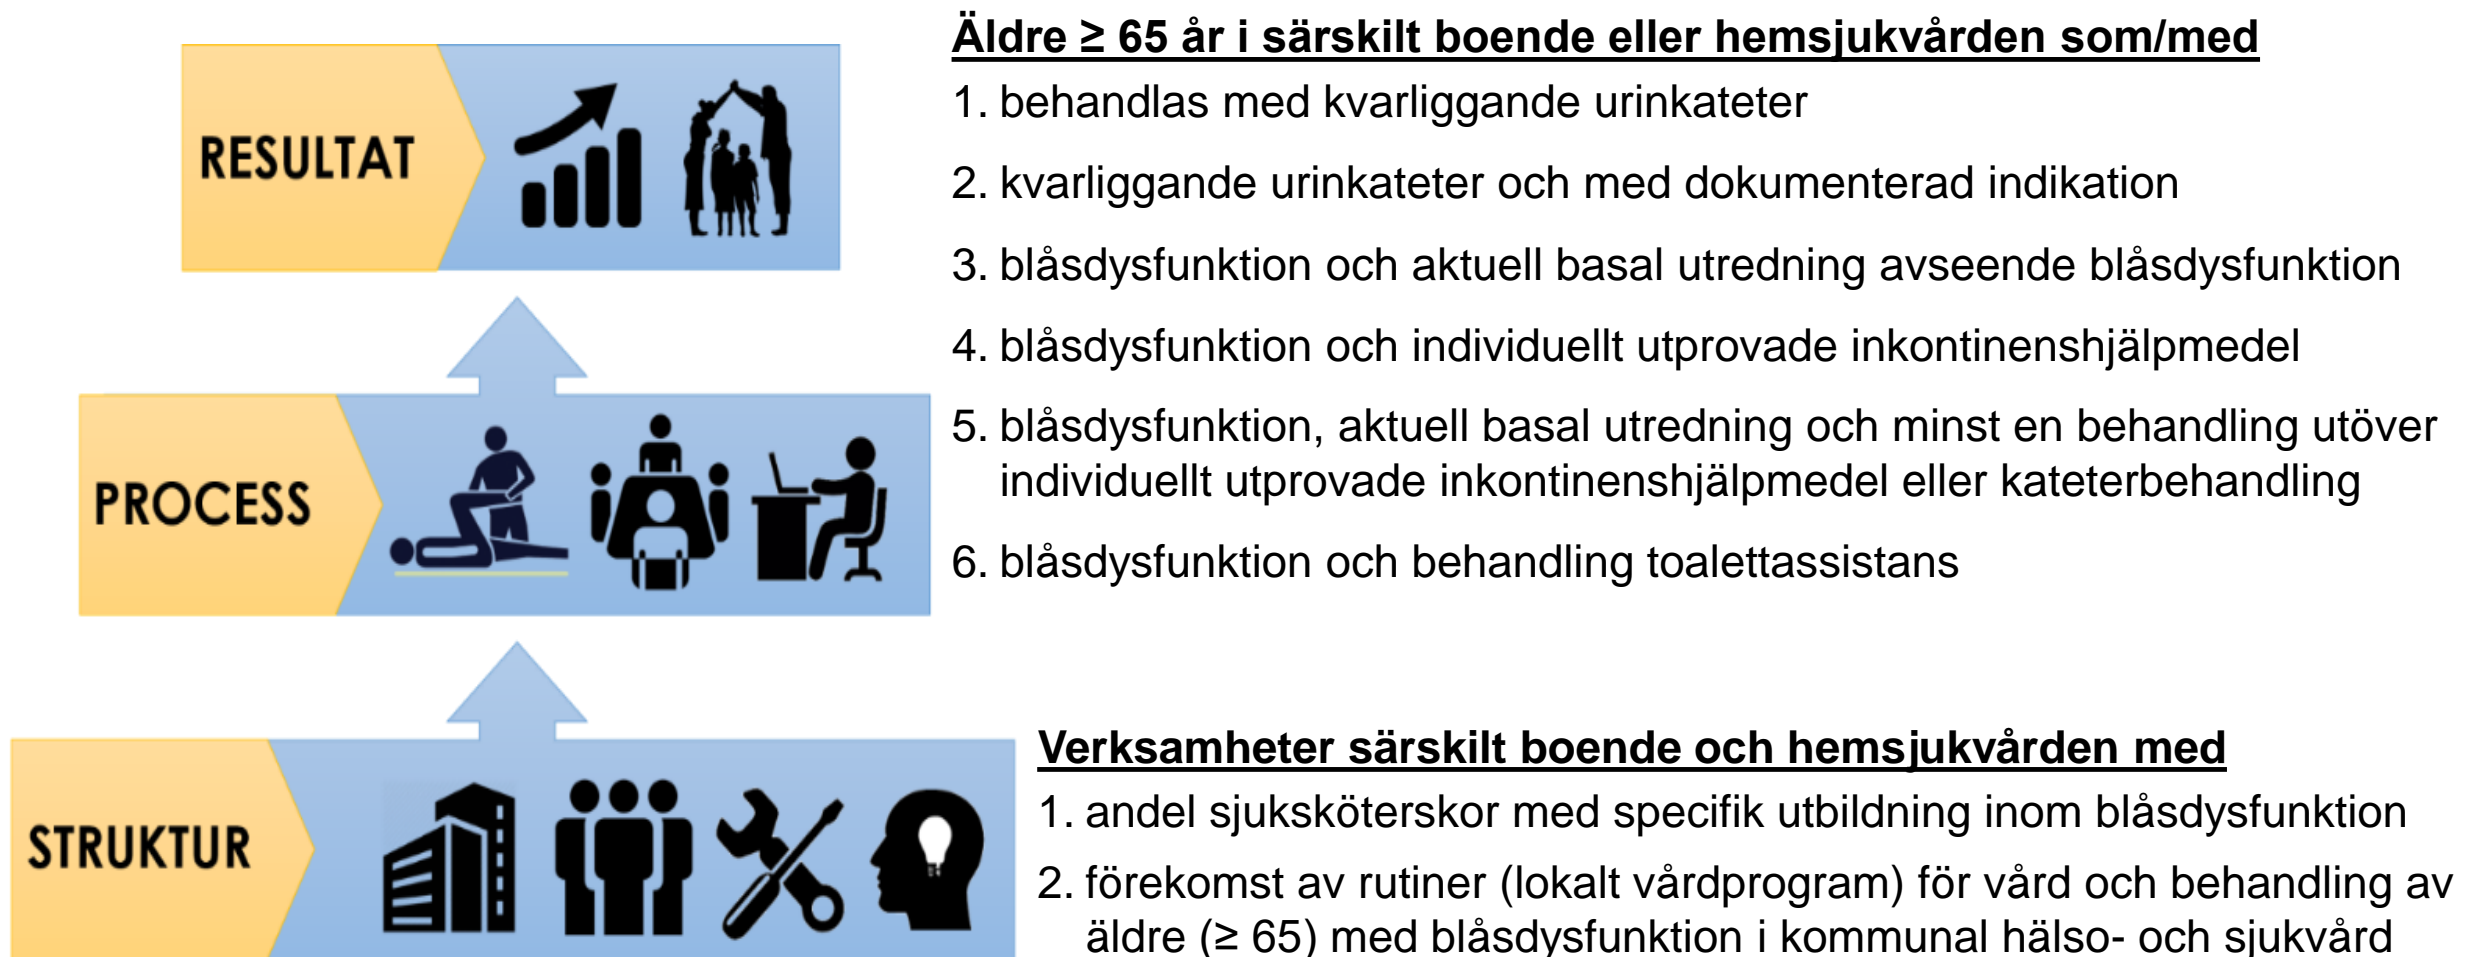 RESULTAT
PROCESS
STRUKTUR
Äldre ≥ 65 år i särskilt boende eller hemsjukvården som/med
1. behandlas med kvarliggande urinkateter
2. kvarliggande urinkateter och med dokumenterad indikation
3. blåsdysfunktion och aktuell basal utredning avseende blåsdysfunktion
4. blåsdysfunktion och individuellt utprovade inkontinenshjälpmedel
5. blåsdysfunktion, aktuell basal utredning och minst en behandling utöver
individuellt utprovade inkontinenshjälpmedel eller kateterbehandling
6. blåsdysfunktion och behandling toalettassistans
Verksamheter särskilt boende och hemsjukvården med
1. andel sjuksköterskor med specifik utbildning inom blåsdysfunktion
2. förekomst av rutiner (lokalt vårdprogram) för vård och behandling av
äldre (≥ 65) med blåsdysfunktion i kommunal hälso- och sjukvård